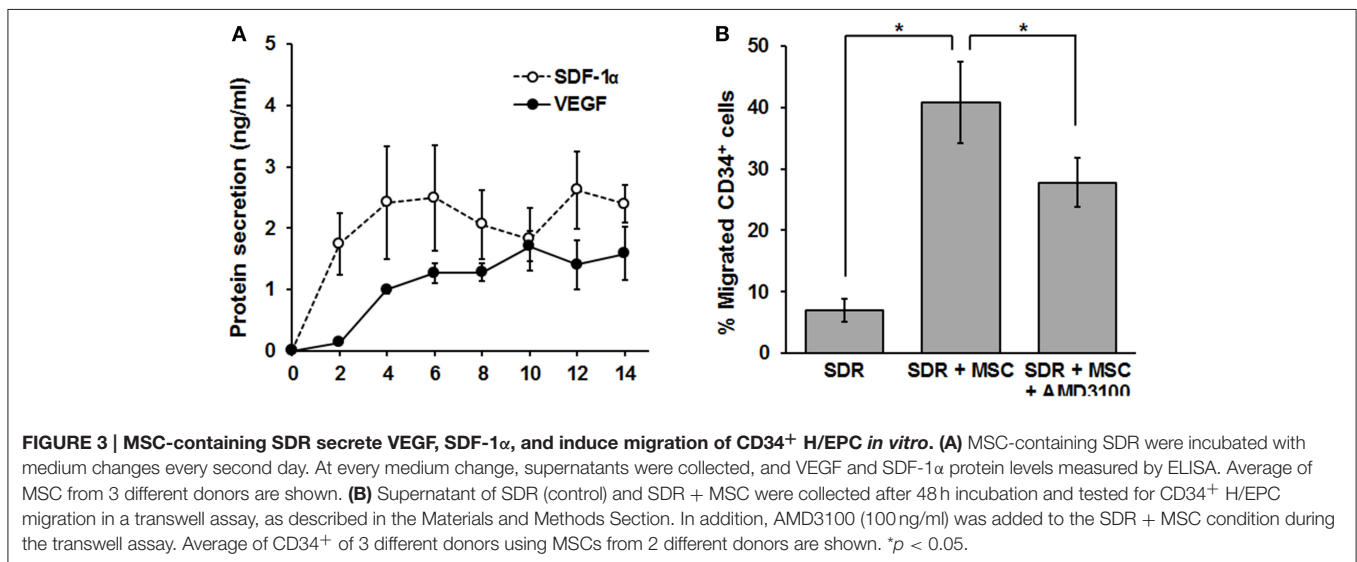 A
Protein secretion (ng/ml)
5
4
3
2
1
0
SDF-1α
VEGF
0 2 4 6 8 10 12 14
B
% Migrated CD34+ cells
50
40
30
20
10
0
* *
SDR SDR + MSC SDR + MSC
+ AMD3100
FIGURE 3 | MSC-containing SDR secrete VEGF, SDF-1α, and induce migration of CD34+ H/EPC in vitro. (A) MSC-containing SDR were incubated with
medium changes every second day. At every medium change, supernatants were collected, and VEGF and SDF-1α protein levels measured by ELISA. Average of
MSC from 3 different donors are shown. (B) Supernatant of SDR (control) and SDR + MSC were collected after 48 h incubation and tested for CD34+ H/EPC
migration in a transwell assay, as described in the Materials and Methods Section. In addition, AMD3100 (100 ng/ml) was added to the SDR + MSC condition during
the transwell assay. Average of CD34+ of 3 different donors using MSCs from 2 different donors are shown. *p < 0.05.